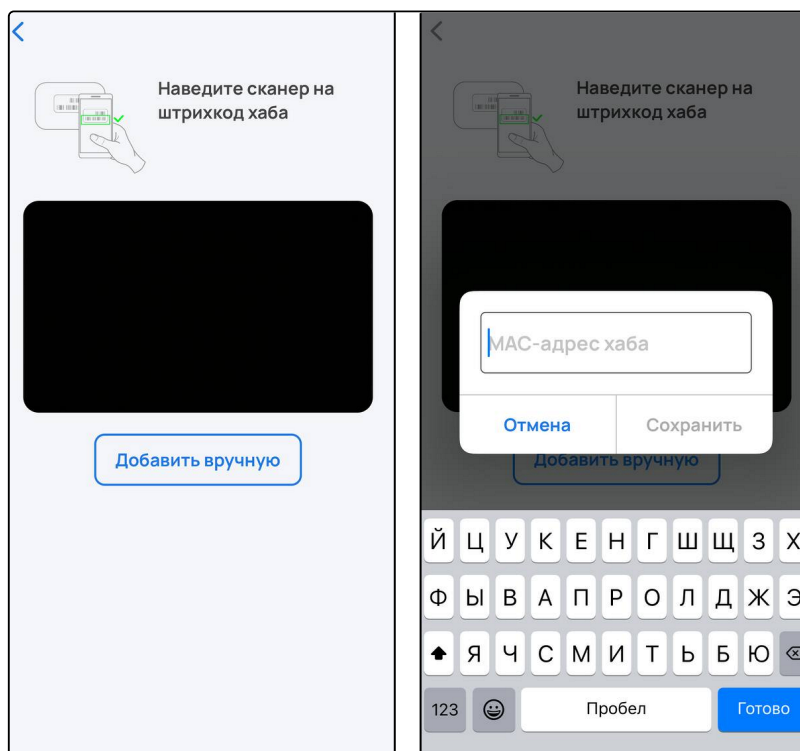 Наведите сканер на
штрихкод хаба
Добавить вручную
Наведите сканер на
штрихкод хаба
MAC-адрес хаба
Отмена Сохранить
Добавить вручную
Й Ц У К Е Н Г Ш Щ З Х
Ф Ы В А П Р О Л Д Ж Э
Я Ч С М И Т Ь Б Ю
123 Пробел Готово